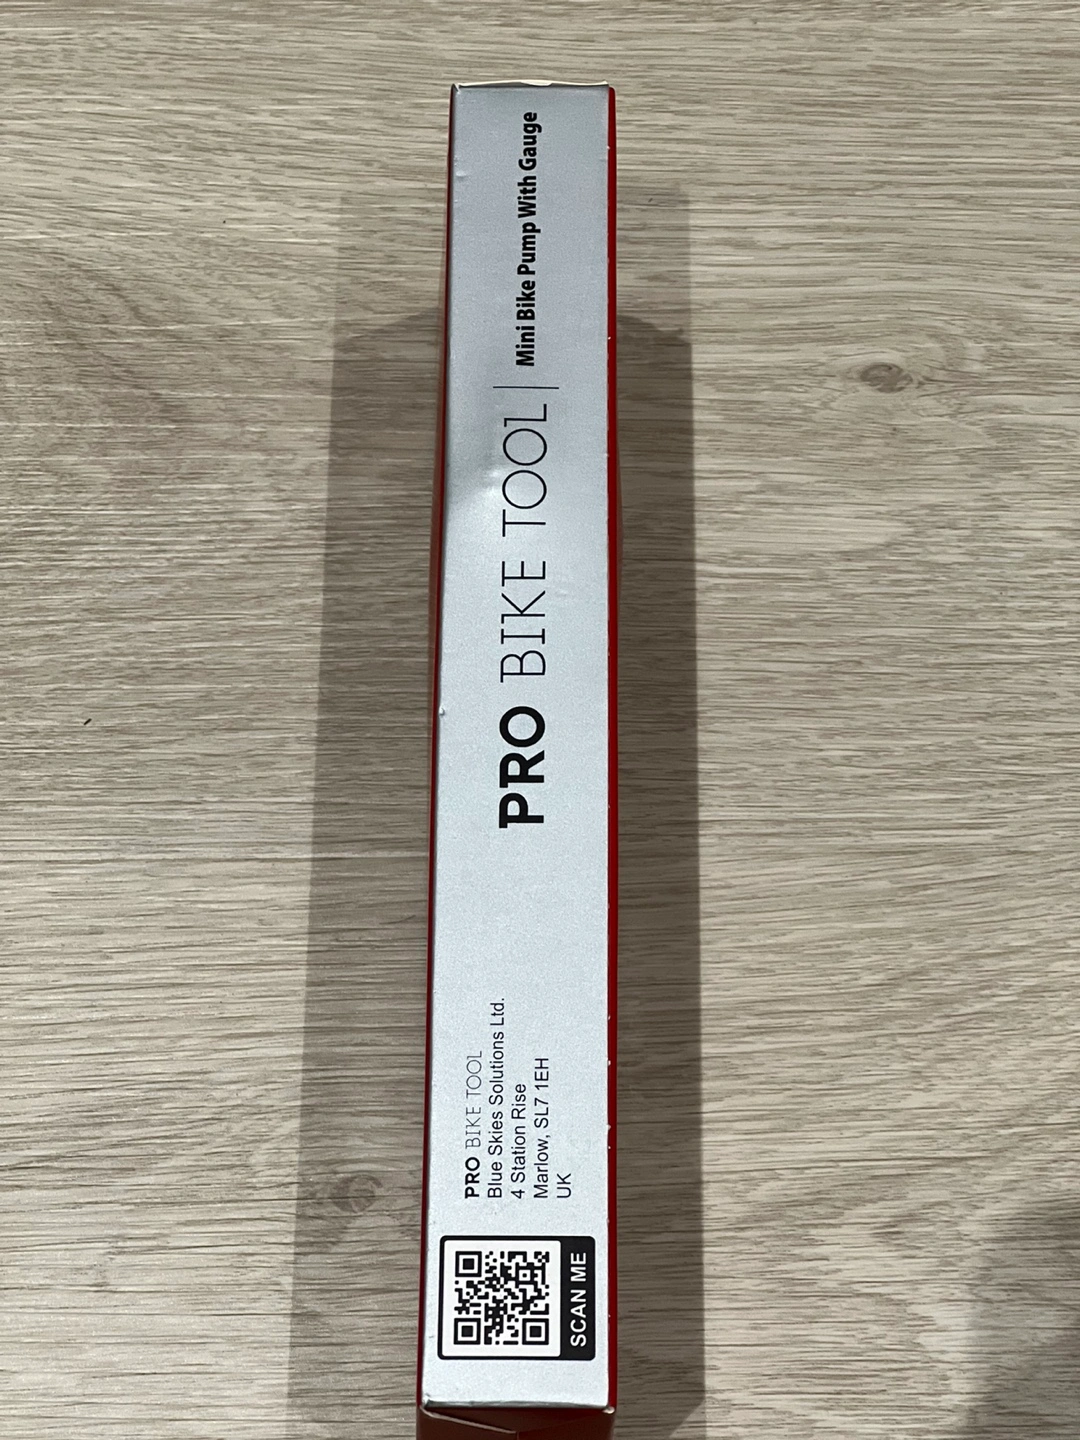 PRO BIKE TOOL | Mini Bike Pump With Gauge
PRO BIKE TOOL
Blue Skies Solutions Ltd.
4 Station Rise
Marlow, SL7 1EH
UK
SCAN ME